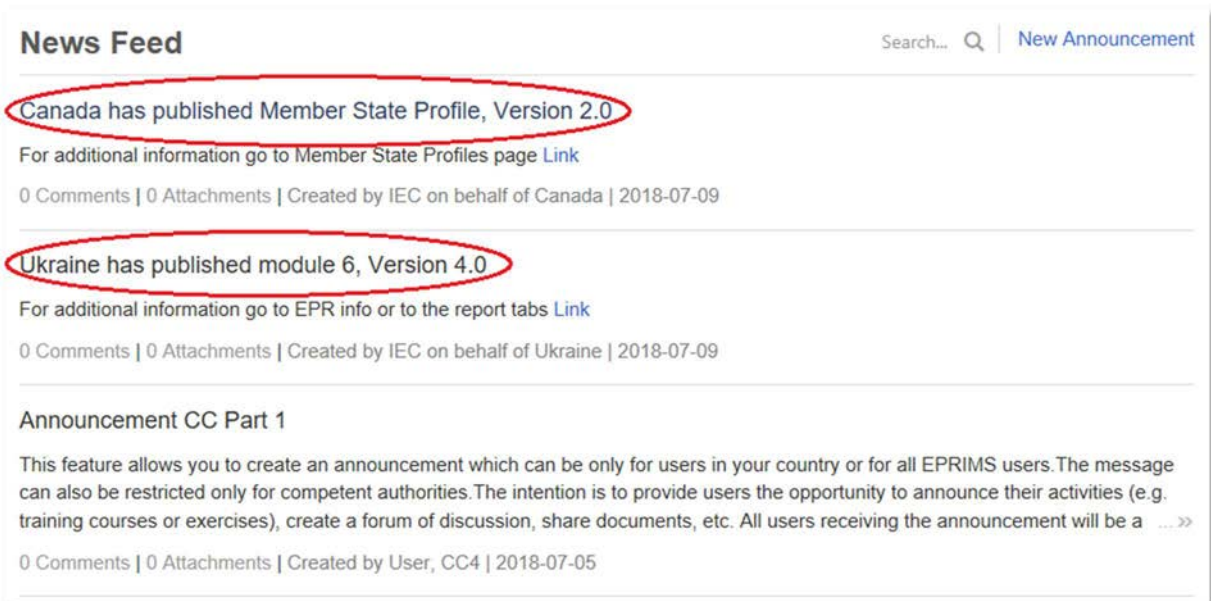 News Feed
Search... New Announcement
Canada has published Member State Profile, Version 2.0
For additional information go to Member State Profiles page Link
0 Comments | 0 Attachments | Created by IEC on behalf of Canada | 2018-07-09
Ukraine has published module 6, Version 4.0
For additional information go to EPR info or to the report tabs Link
0 Comments | 0 Attachments | Created by IEC on behalf of Ukraine | 2018-07-09
Announcement CC Part 1
This feature allows you to create an announcement which can be only for users in your country or for all EPRIMS users.The message
can also be restricted only for competent authorities.The intention is to provide users the opportunity to announce their activities (e.g.
training courses or exercises), create a forum of discussion, share documents, etc. All users receiving the announcement will be a ... »
0 Comments | 0 Attachments | Created by User, CC4 | 2018-07-05